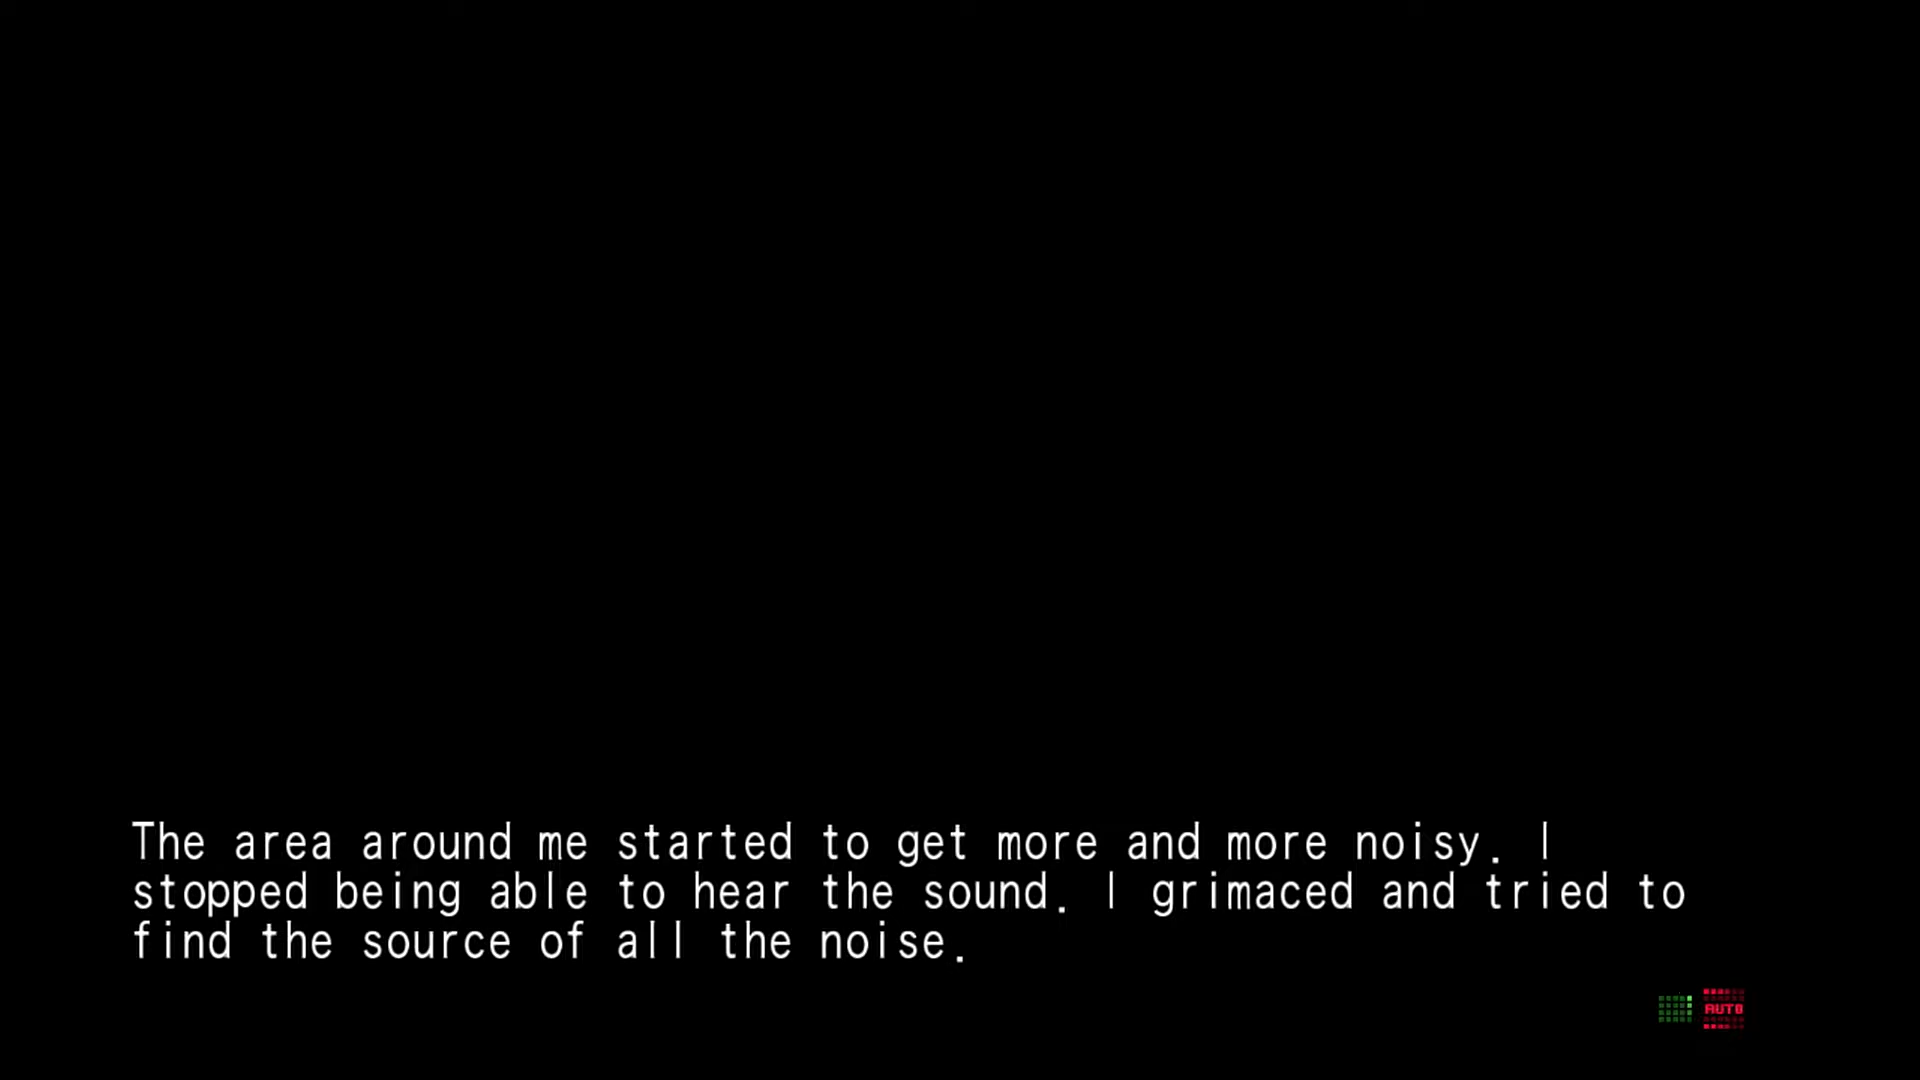 The area around me started to get more and more noisy. I
stopped being able to hear the sound. I grimaced and tried to
find the source of all the noise.
AUTO